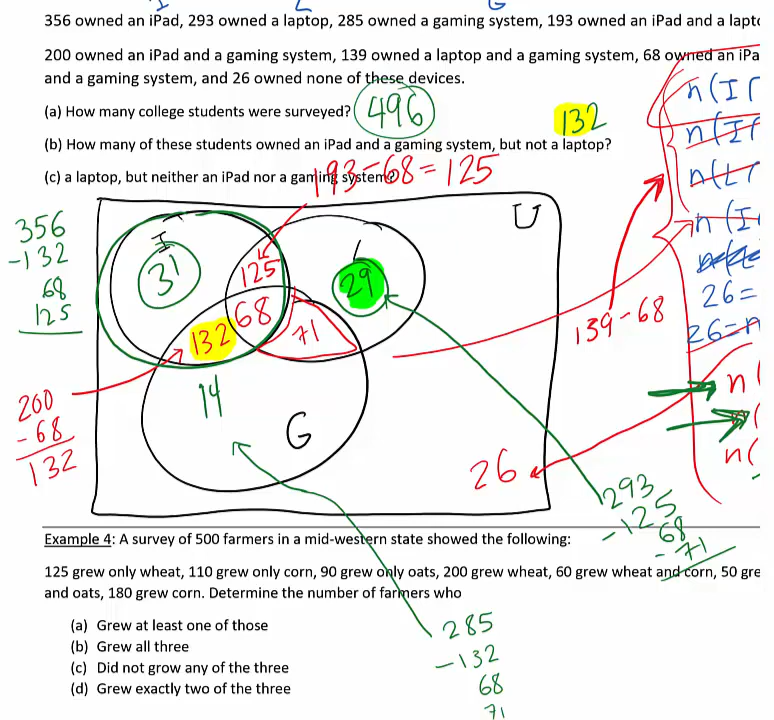 I L G
356 owned an iPad, 293 owned a laptop, 285 owned a gaming system, 193 owned an iPad and a lapt
200 owned an iPad and a gaming system, 139 owned a laptop and a gaming system, 68 owned an iPa
and a gaming system, and 26 owned none of these devices.
(a) How many college students were surveyed? 496
132
(b) How many of these students owned an iPad and a gaming system, but not a laptop?
(c) a laptop, but neither an iPad nor a gaming system?
193-68=125
n(I
n(I
n(L
n(I
26=
26=n
n(
n(
n(
139-68
356
-132
68
125
U
I
L
31
125
29
68
132
71
14
G
26
200
-68
132
293
-125
68
-71
Example 4: A survey of 500 farmers in a mid-western state showed the following:
125 grew only wheat, 110 grew only corn, 90 grew only oats, 200 grew wheat, 60 grew wheat and corn, 50 gre
and oats, 180 grew corn. Determine the number of farmers who
(a) Grew at least one of those
(b) Grew all three
(c) Did not grow any of the three
(d) Grew exactly two of the three
285
-132
68
71